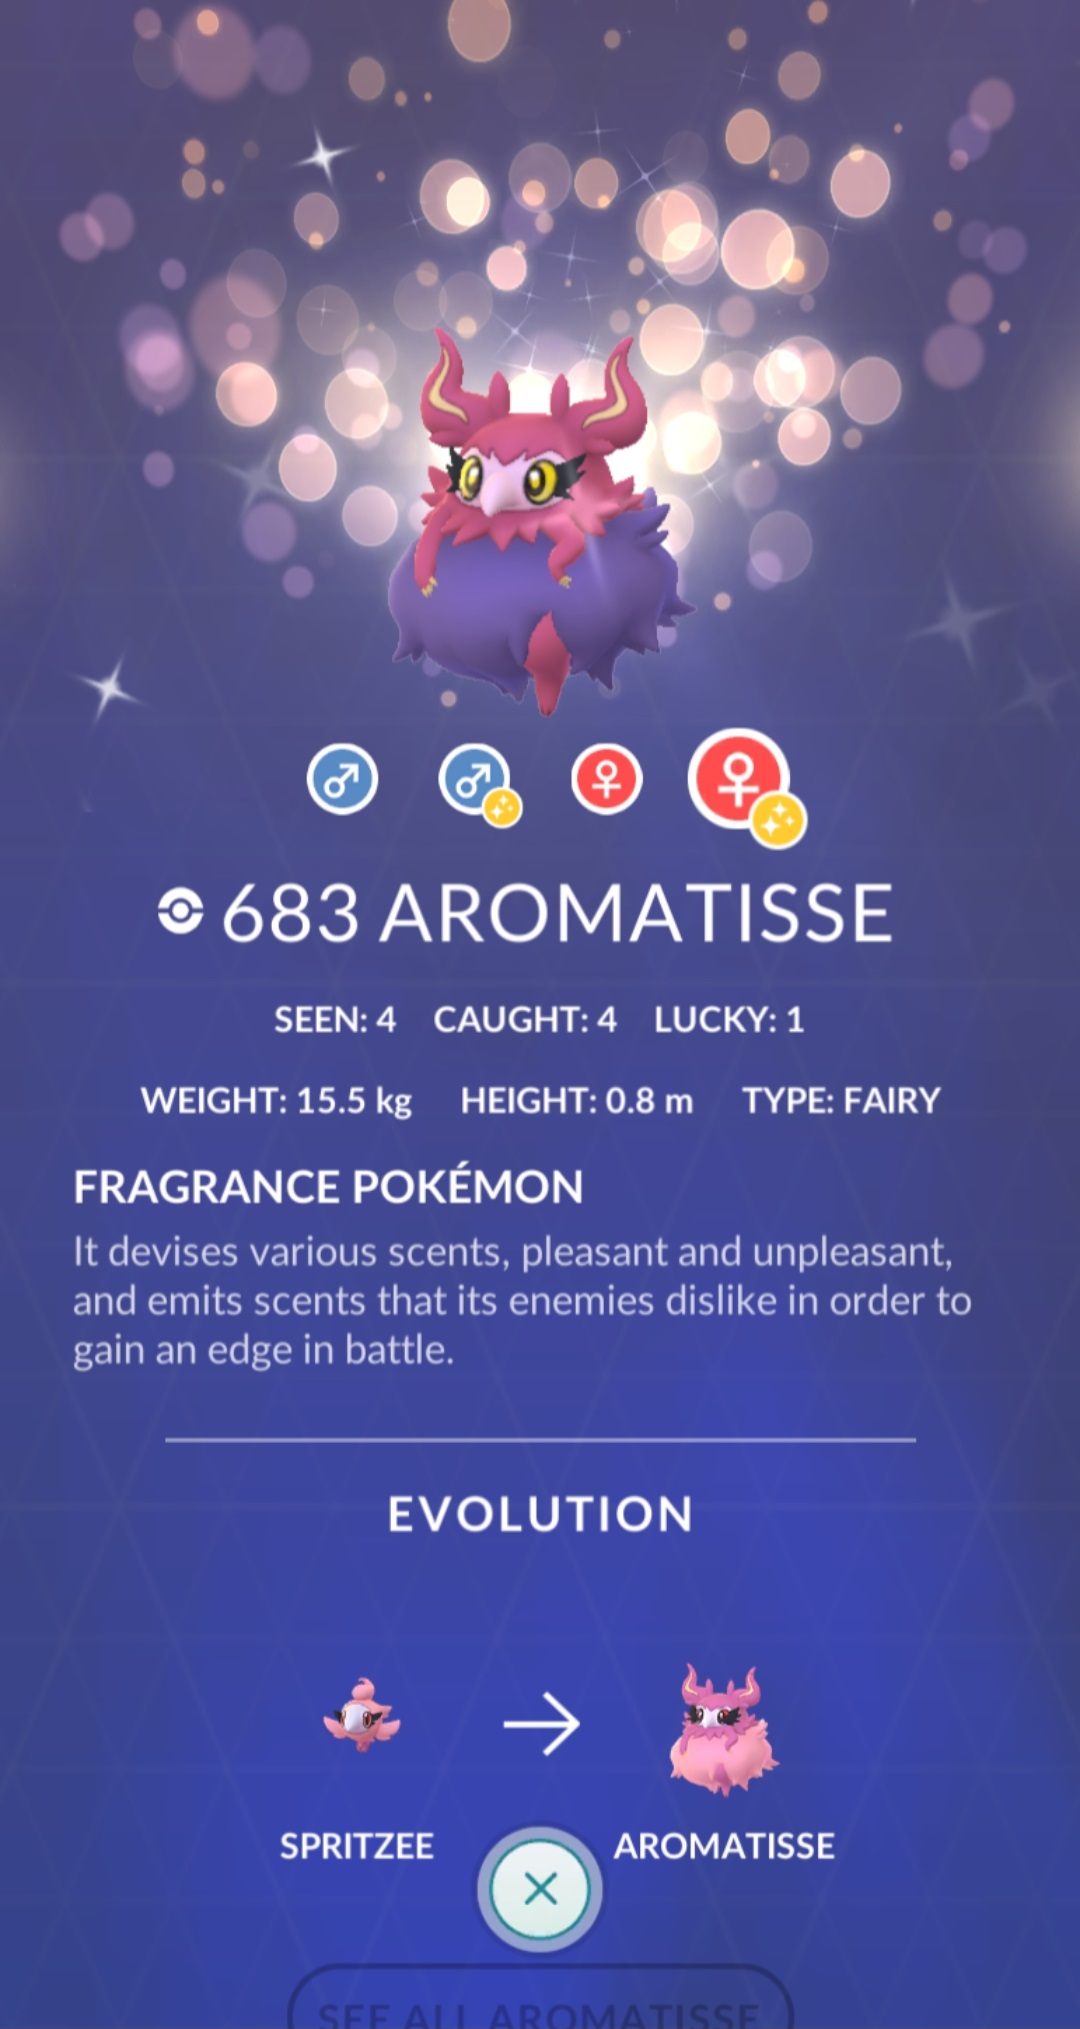 683 AROMATISSE
SEEN: 4 CAUGHT: 4 LUCKY: 1
WEIGHT: 15.5 kg HEIGHT: 0.8 m TYPE: FAIRY
FRAGRANCE POKÉMON
It devises various scents, pleasant and unpleasant,
and emits scents that its enemies dislike in order to
gain an edge in battle.
EVOLUTION
SPRITZEE AROMATISSE
SEE ALL AROMATISSE